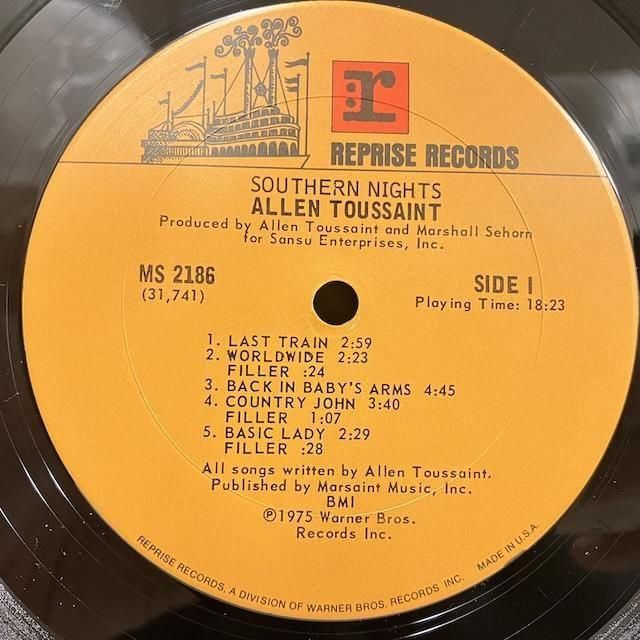 r
REPRISE RECORDS
SOUTHERN NIGHTS
ALLEN TOUSSAINT
Produced by Allen Toussaint and Marshall Sehorn
for Sansu Enterprises, Inc.
MS 2186
(31,741)
SIDE 1
Playing Time: 18:23
1. LAST TRAIN 2:59
2. WORLDWIDE 2:23
FILLER :24
3. BACK IN BABY'S ARMS 4:45
4. COUNTRY JOHN 3:40
FILLER 1:07
5. BASIC LADY 2:29
FILLER :28
All songs written by Allen Toussaint.
Published by Marsaint Music, Inc.
BMI
℗1975 Warner Bros.
Records Inc.
REPRISE RECORDS, A DIVISION OF WARNER BROS. RECORDS INC. MADE IN U.S.A.